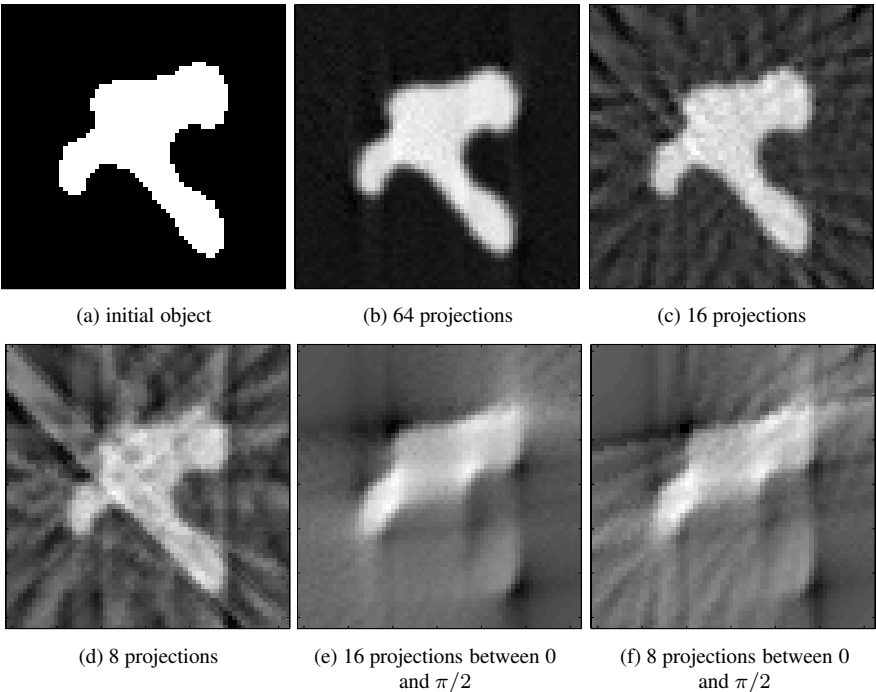 (a) initial object
(b) 64 projections
(c) 16 projections
(d) 8 projections
(e) 16 projections between 0
and π/2
(f) 8 projections between 0
and π/2